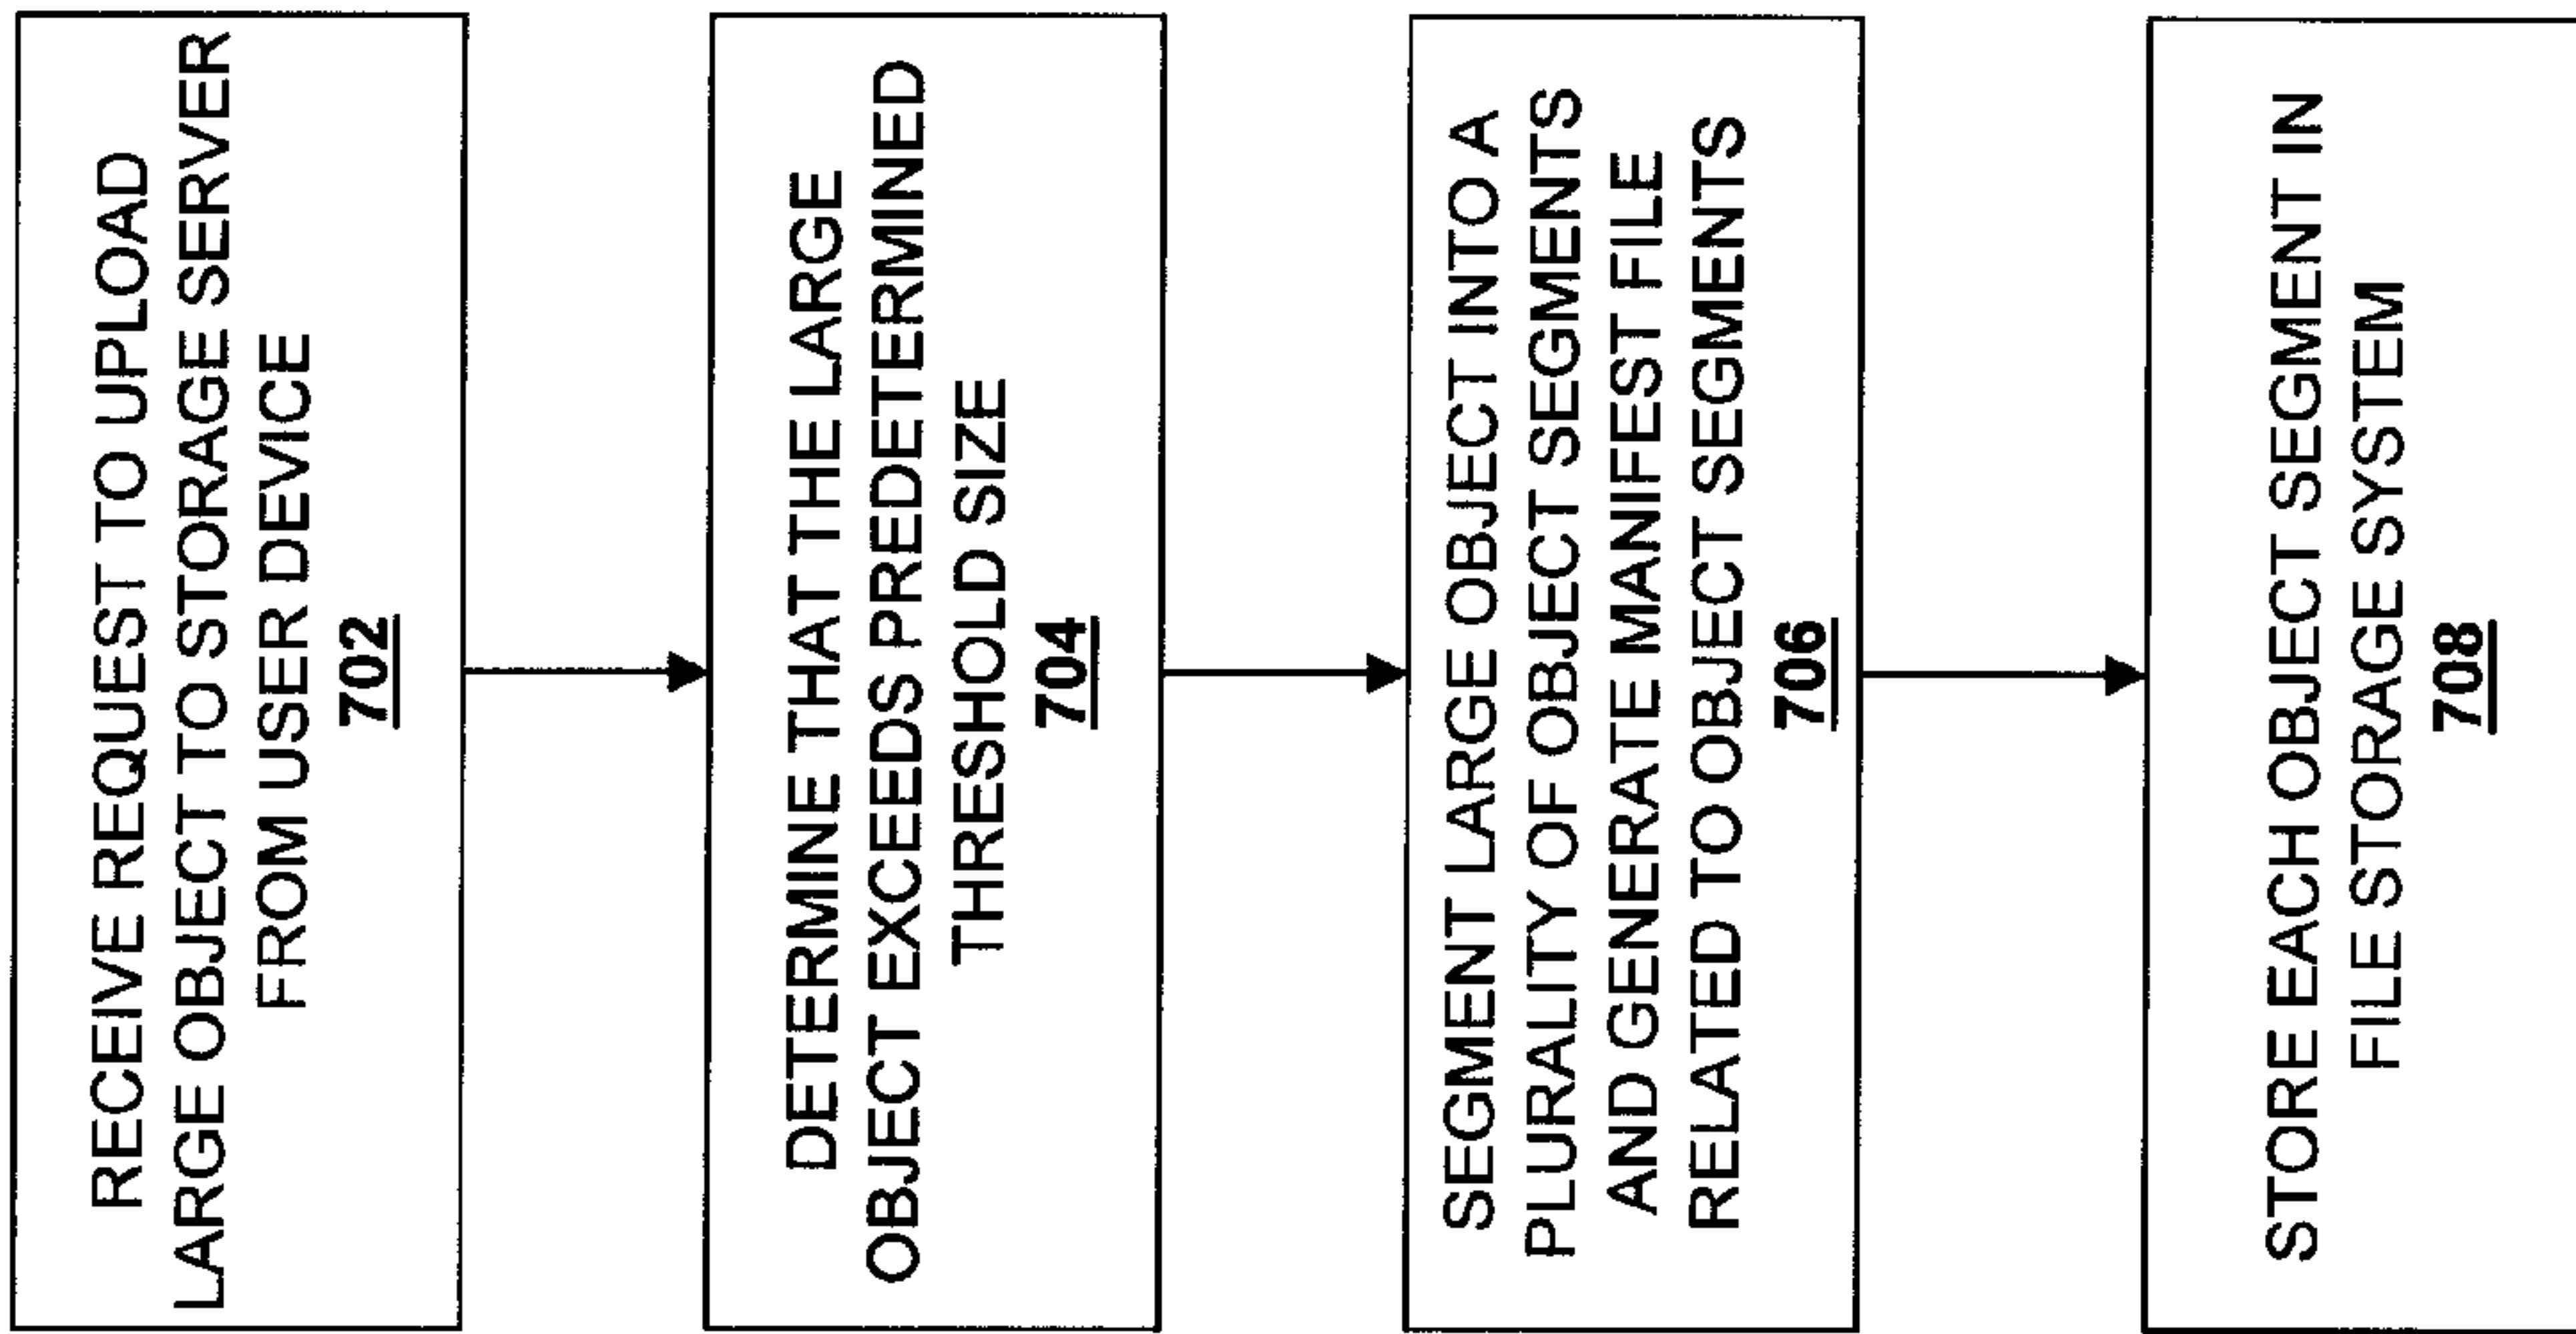 RECEIVE REQUEST TO UPLOAD
LARGE OBJECT TO STORAGE SERVER
FROM USER DEVICE
702
DETERMINE THAT THE LARGE
OBJECT EXCEEDS PREDETERMINED
THRESHOLD SIZE
704
SEGMENT LARGE OBJECT INTO A
PLURALITY OF OBJECT SEGMENTS
AND GENERATE MANIFEST FILE
RELATED TO OBJECT SEGMENTS
706
STORE EACH OBJECT SEGMENT IN
FILE STORAGE SYSTEM
708